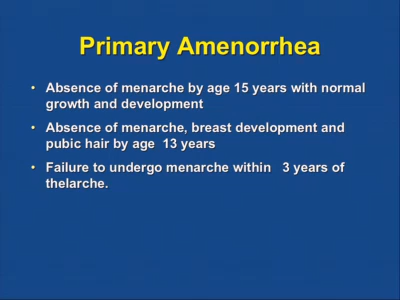 Primary Amenorrhea
• Absence of menarche by age 15 years with normal
growth and development
• Absence of menarche, breast development and
pubic hair by age 13 years
• Failure to undergo menarche within 3 years of
thelarche.